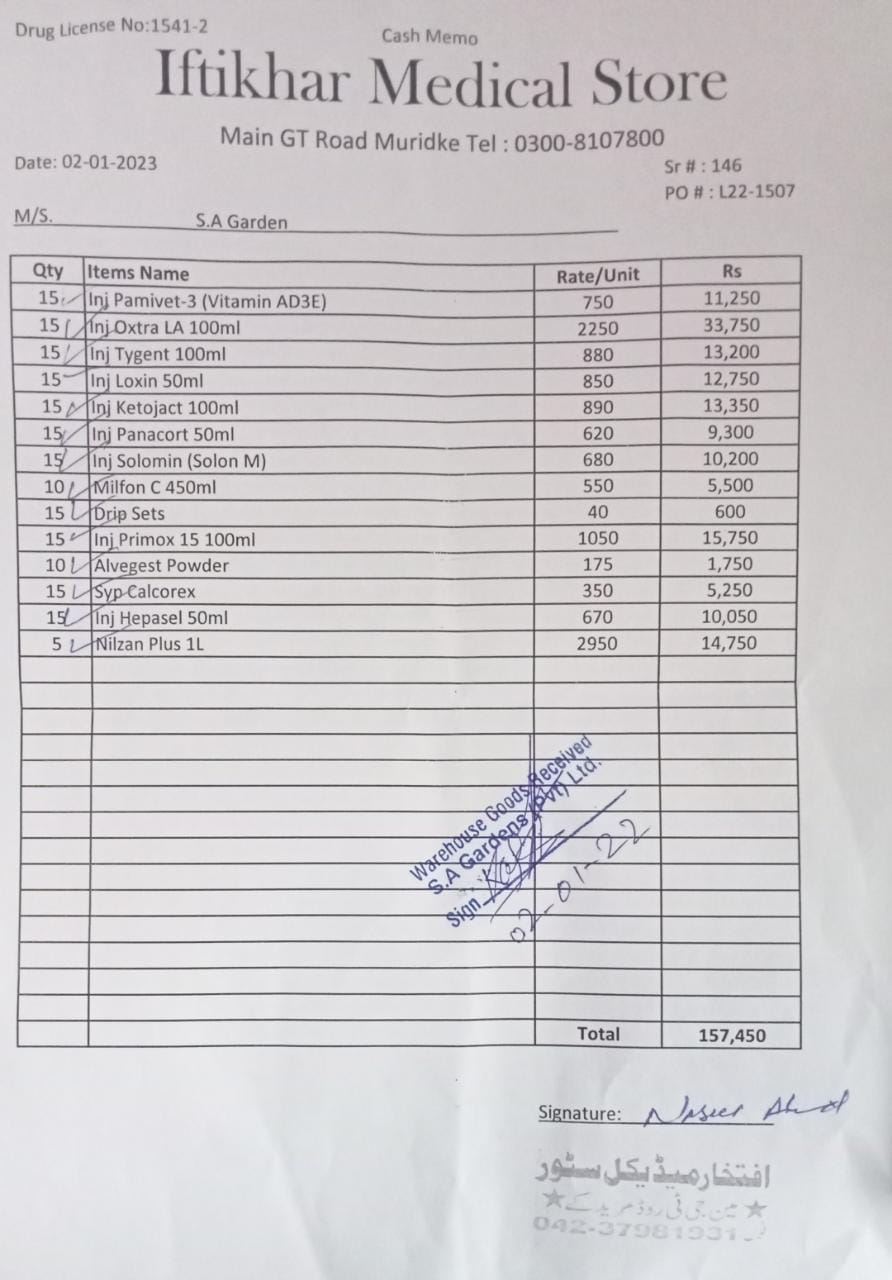 Drug License No:1541-2
Cash Memo
Iftikhar Medical Store
Main GT Road Muridke Tel : 0300-8107800
Date: 02-01-2023
Sr # : 146
PO # : L22-1507
M/S. S.A Garden
Qty Items Name Rate/Unit Rs
15 Inj Pamivet-3 (Vitamin AD3E) 750 11,250
15 Inj Oxtra LA 100ml 2250 33,750
15 Inj Tygent 100ml 880 13,200
15 Inj Loxin 50ml 850 12,750
15 Inj Ketojact 100ml 890 13,350
15 Inj Panacort 50ml 620 9,300
15 Inj Solomin (Solon M) 680 10,200
10 Milfon C 450ml 550 5,500
15 Drip Sets 40 600
15 Inj Primox 15 100ml 1050 15,750
10 Alvegest Powder 175 1,750
15 Syp Calcorex 350 5,250
15 Inj Hepasel 50ml 670 10,050
5 Nilzan Plus 1L 2950 14,750
Warehouse Goods Received
S.A Gardens (Pvt) Ltd.
Sign
02-01-22
Total 157,450
Signature: Naseer Ahmad
افتخار میڈیکل سٹور
مین جی ٹی روڈ مریدکے
042-37981931